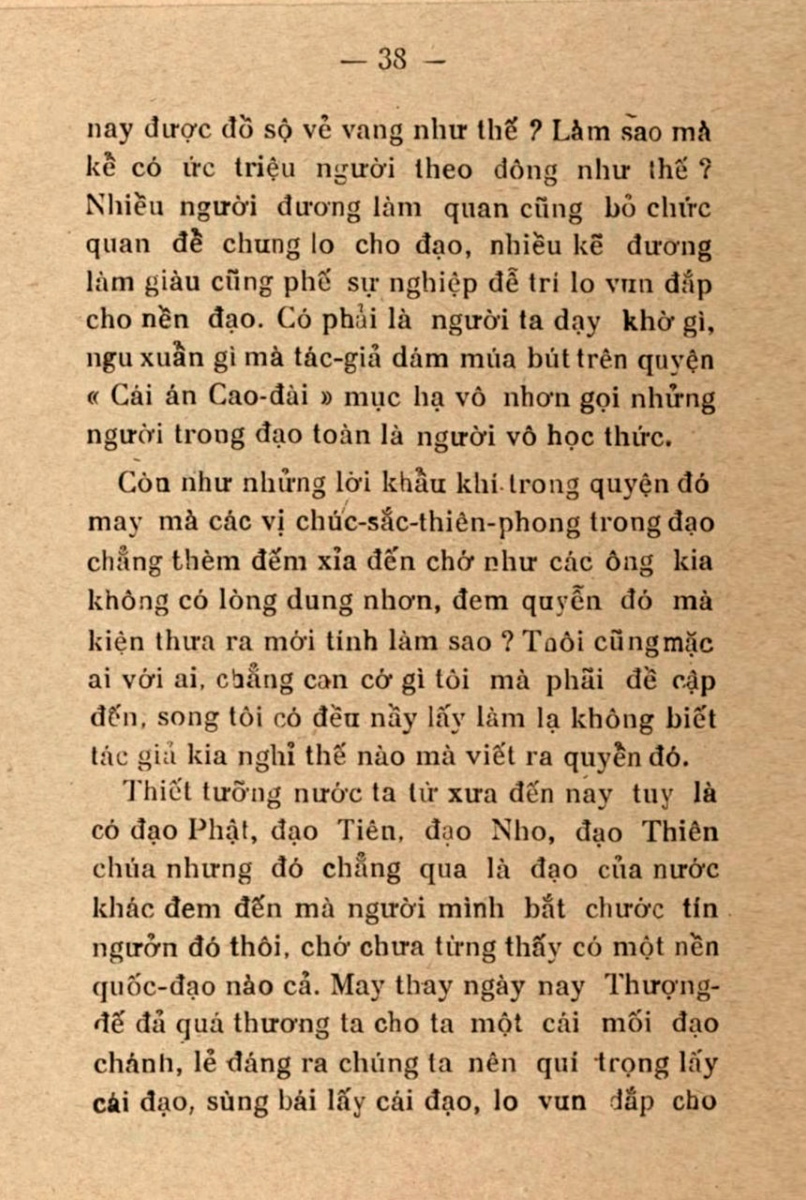 — 38 —
nay được đồ sộ vẻ vang như thế ? Làm sao mà
kể có ức triệu người theo đông như thế ?
Nhiều người đương làm quan cũng bỏ chức
quan để chung lo cho đạo, nhiều kẽ đương
làm giàu cũng phế sự nghiệp đễ trí lo vun đắp
cho nền đạo. Có phải là người ta dạy khờ gì,
ngu xuẩn gì mà tác-giả dám múa bút trên quyện
« Cái án Cao-đài » mục hạ vô nhơn gọi những
người trong đạo toàn là người vô học thức.
Còn như những lời khẩu khí trong quyện đó
may mà các vị chức-sắc-thiên-phong trong đạo
chẳng thèm đếm xỉa đến chớ như các ông kia
không có lòng dung nhơn, đem quyễn đó mà
kiện thưa ra mới tính làm sao ? Thôi cũng mặc
ai với ai, chẳng can cớ gì tôi mà phãi đề cập
đến, song tôi có đều nầy lấy làm lạ không biết
tác giả kia nghỉ thế nào mà viết ra quyển đó.
Thiết tưỡng nước ta từ xưa đến nay tuy là
có đạo Phật, đạo Tiên, đạo Nho, đạo Thiên
chúa nhưng đó chẳng qua là đạo của nước
khác đem đến mà người mình bắt chước tín
ngưởn đó thôi, chớ chưa từng thấy có một nền
quốc-đạo nào cả. May thay ngày nay Thượng-
đế đả quá thương ta cho ta một cái mối đạo
chánh, lẻ đáng ra chúng ta nên quí trọng lấy
cái đạo, sùng bái lấy cái đạo, lo vun đắp cho